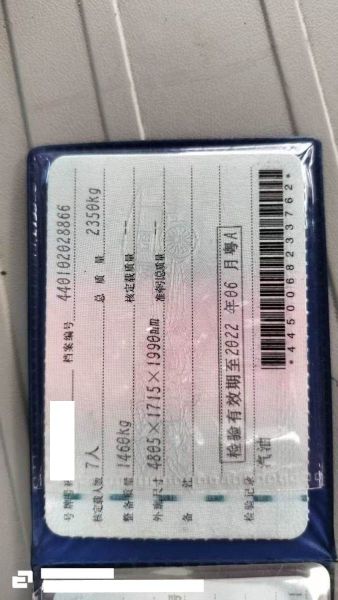 号牌号码 档案编号 440102028866
核定载人数 7人 总质量 2350kg
整备质量 1460kg 核定载质量 --
外廓尺寸 4805×1715×1990mm 准牵引总质量 --
备 注
检验有效期至2022年06月粤A
检验记录 汽油
*4450068233762*